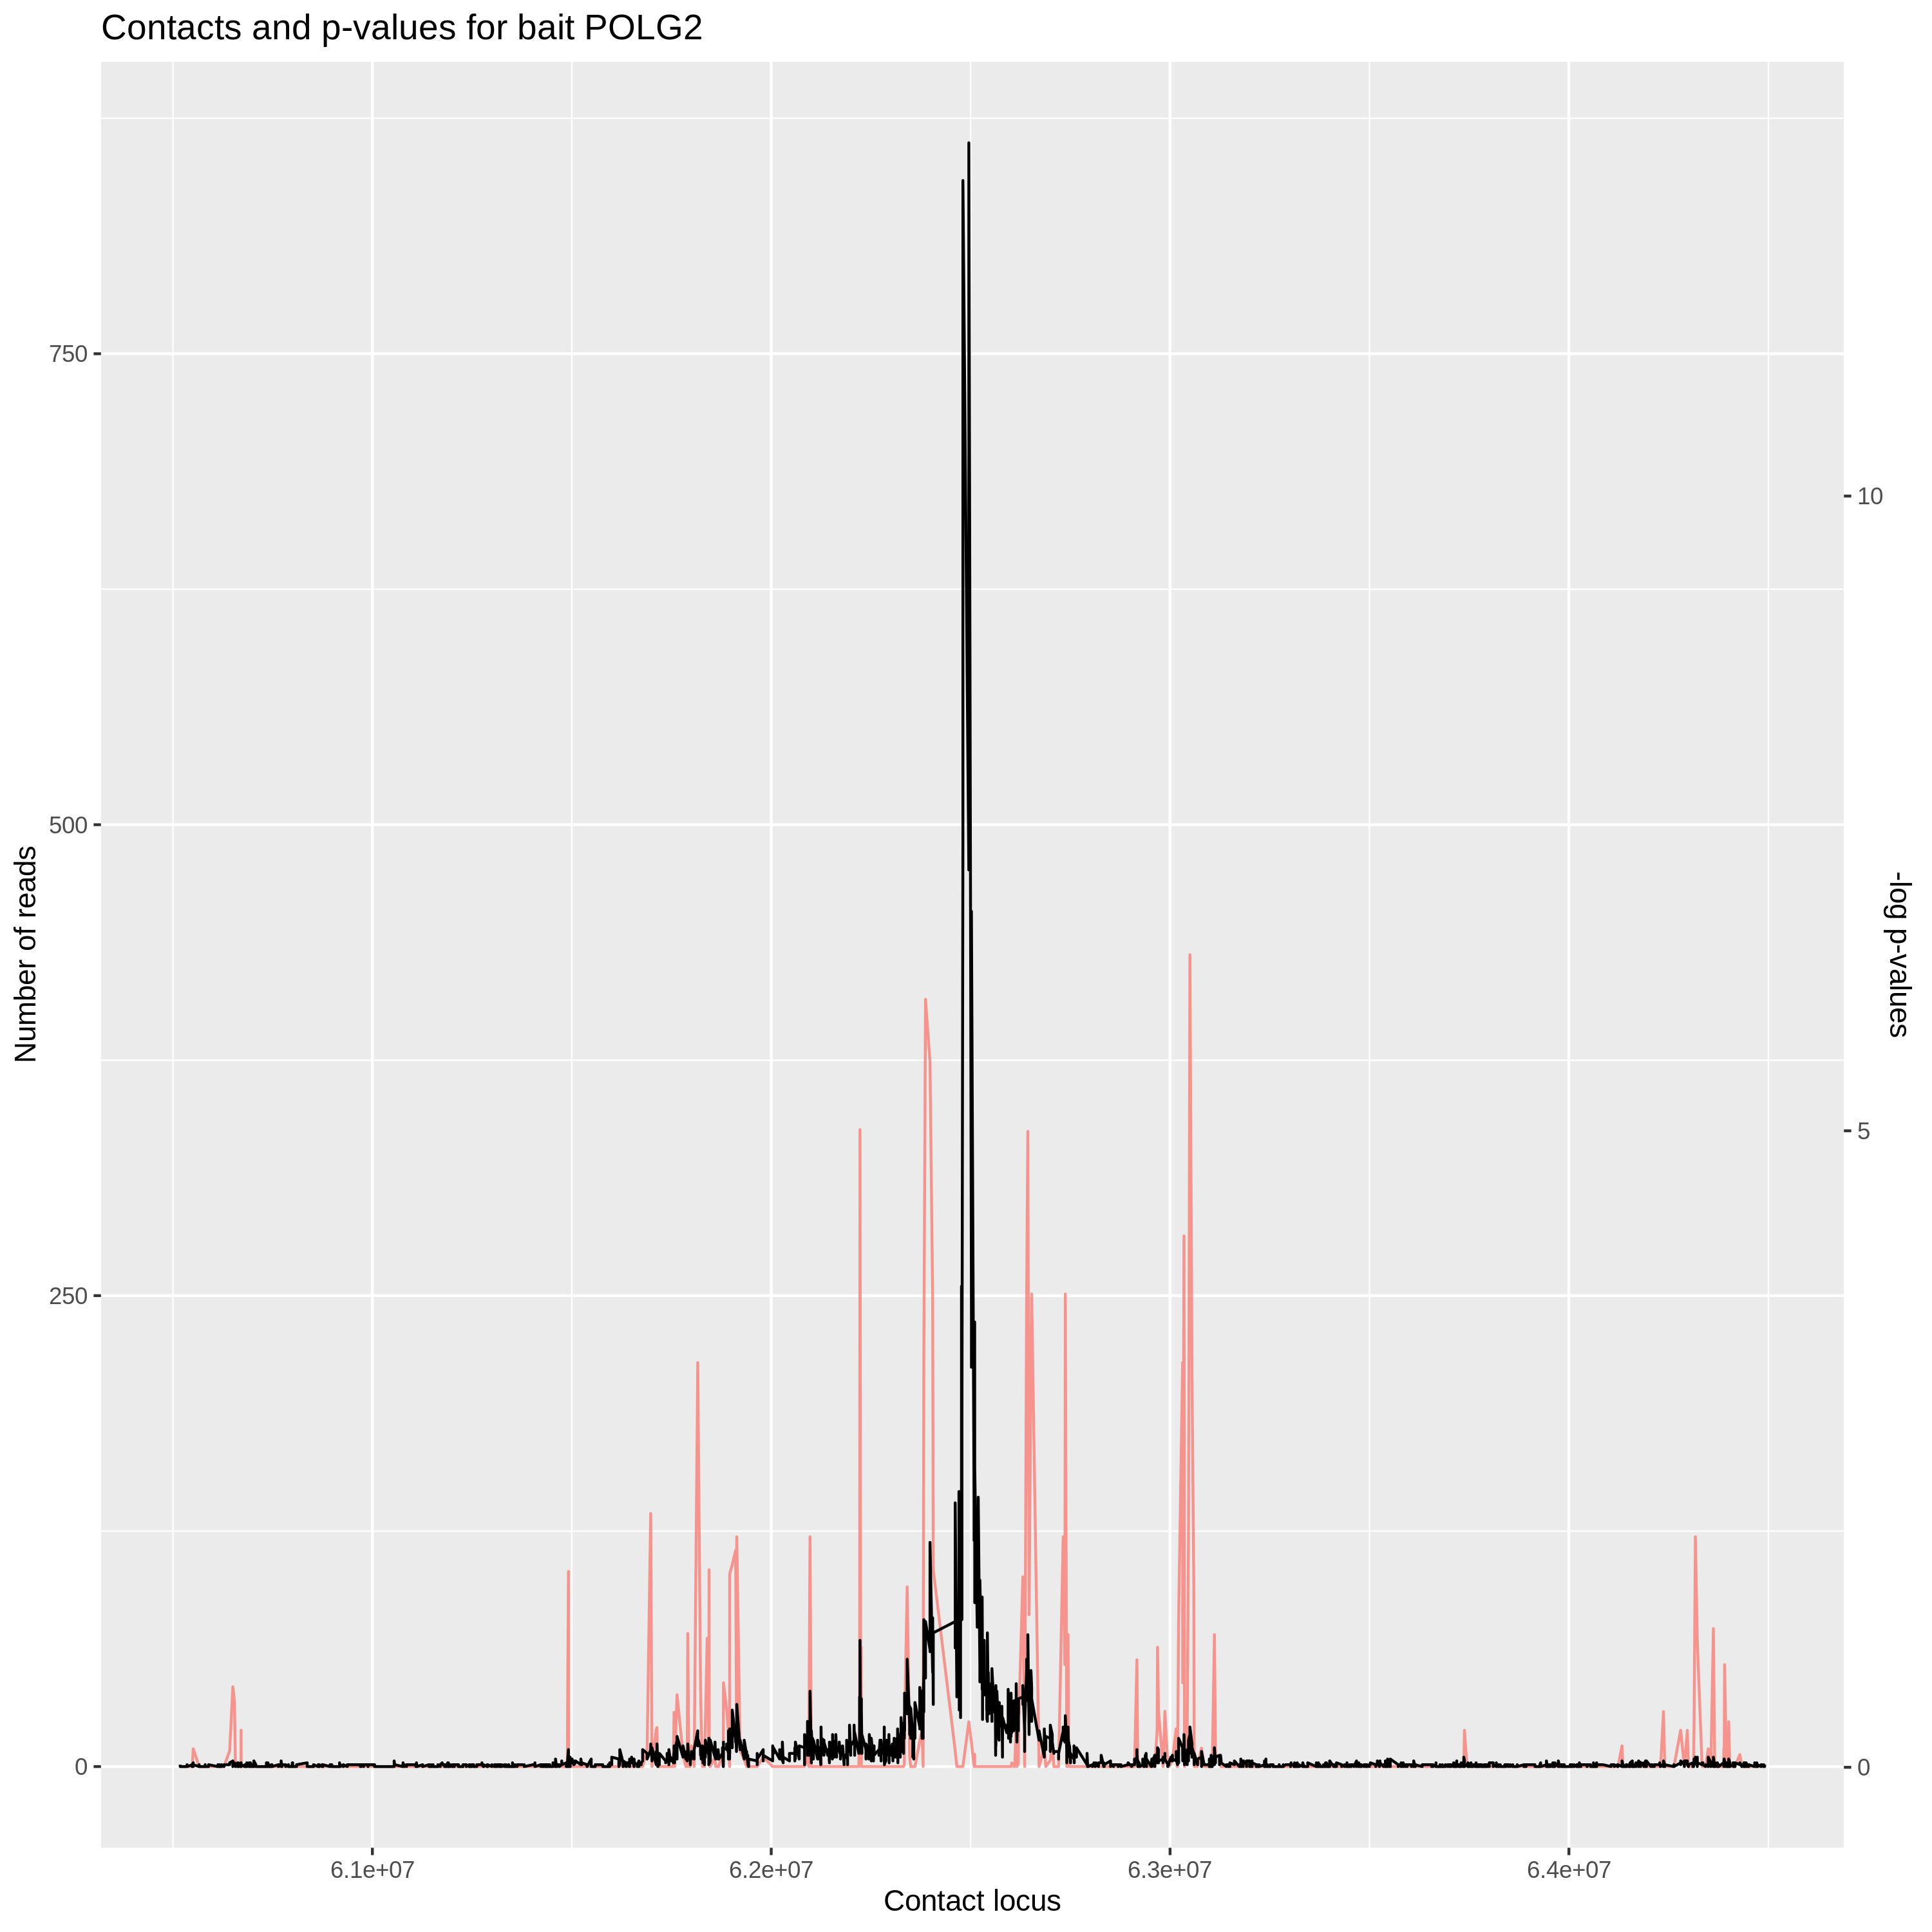 Contacts and p-values for bait POLG2
750
500
250
0
10
5
0
Number of reads
-log p-values
6.1e+07
6.2e+07
6.3e+07
6.4e+07
Contact locus